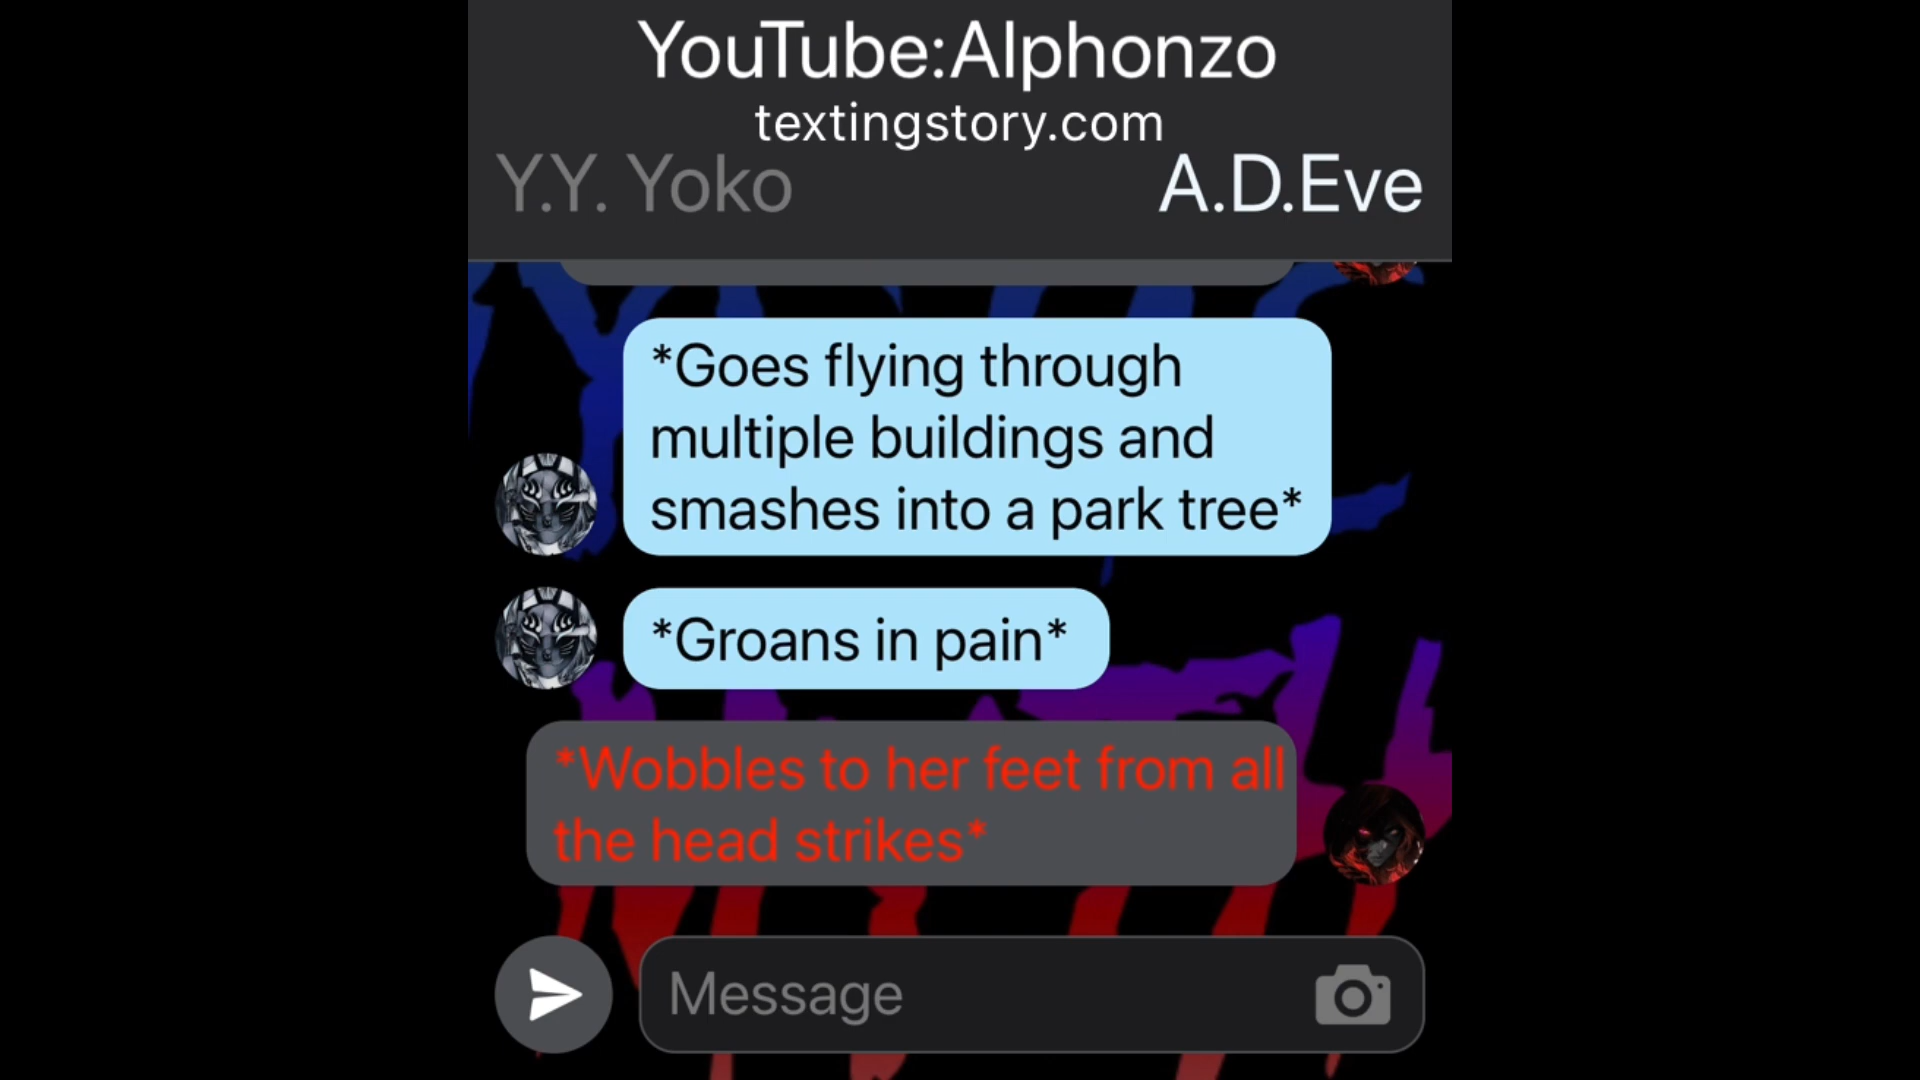 YouTube:Alphonzo
textingstory.com
Y.Y. Yoko
A.D.Eve
*Goes flying through
multiple buildings and
smashes into a park tree*
*Groans in pain*
*Wobbles to her feet from all
the head strikes*
Message